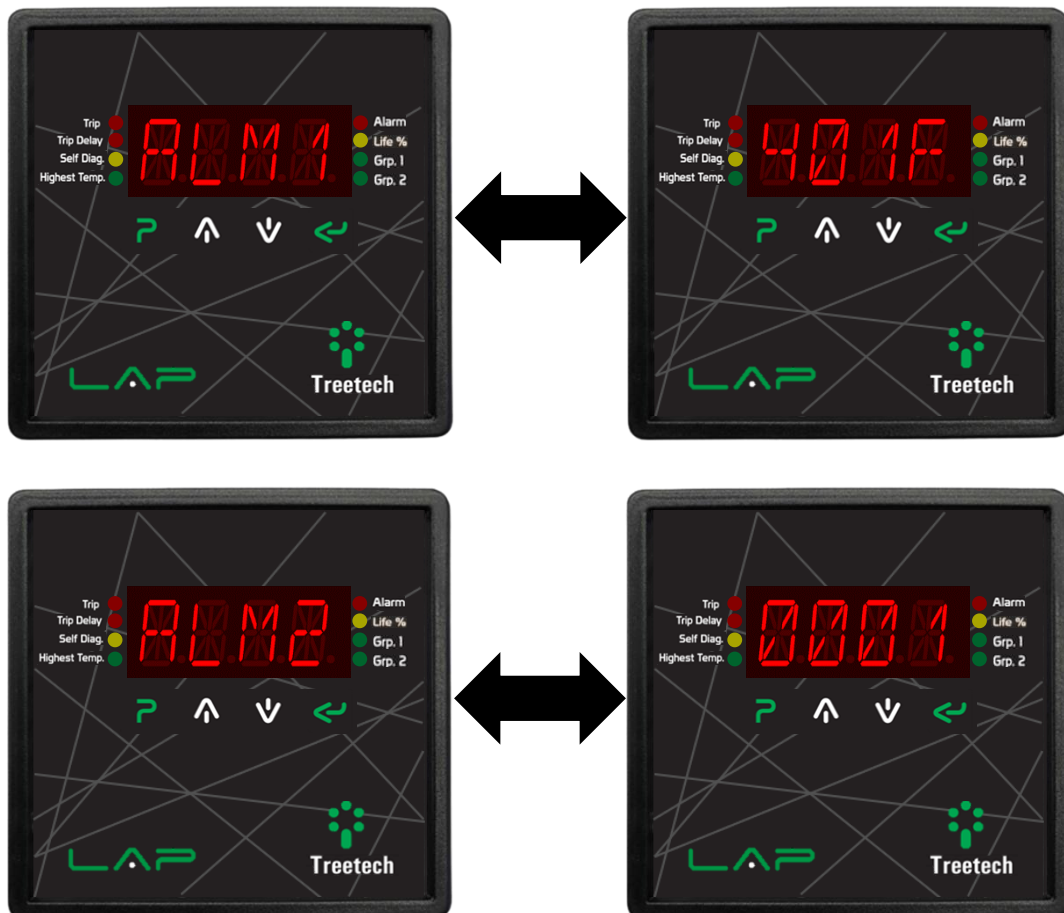 Trip
Trip Delay
Self Diag.
Highest Temp.
ALM1
Alarm
Life %
Grp. 1
Grp. 2
LAP
Treetech
Trip
Trip Delay
Self Diag.
Highest Temp.
401F
Alarm
Life %
Grp. 1
Grp. 2
LAP
Treetech
Trip
Trip Delay
Self Diag.
Highest Temp.
ALM2
Alarm
Life %
Grp. 1
Grp. 2
LAP
Treetech
Trip
Trip Delay
Self Diag.
Highest Temp.
0001
Alarm
Life %
Grp. 1
Grp. 2
LAP
Treetech